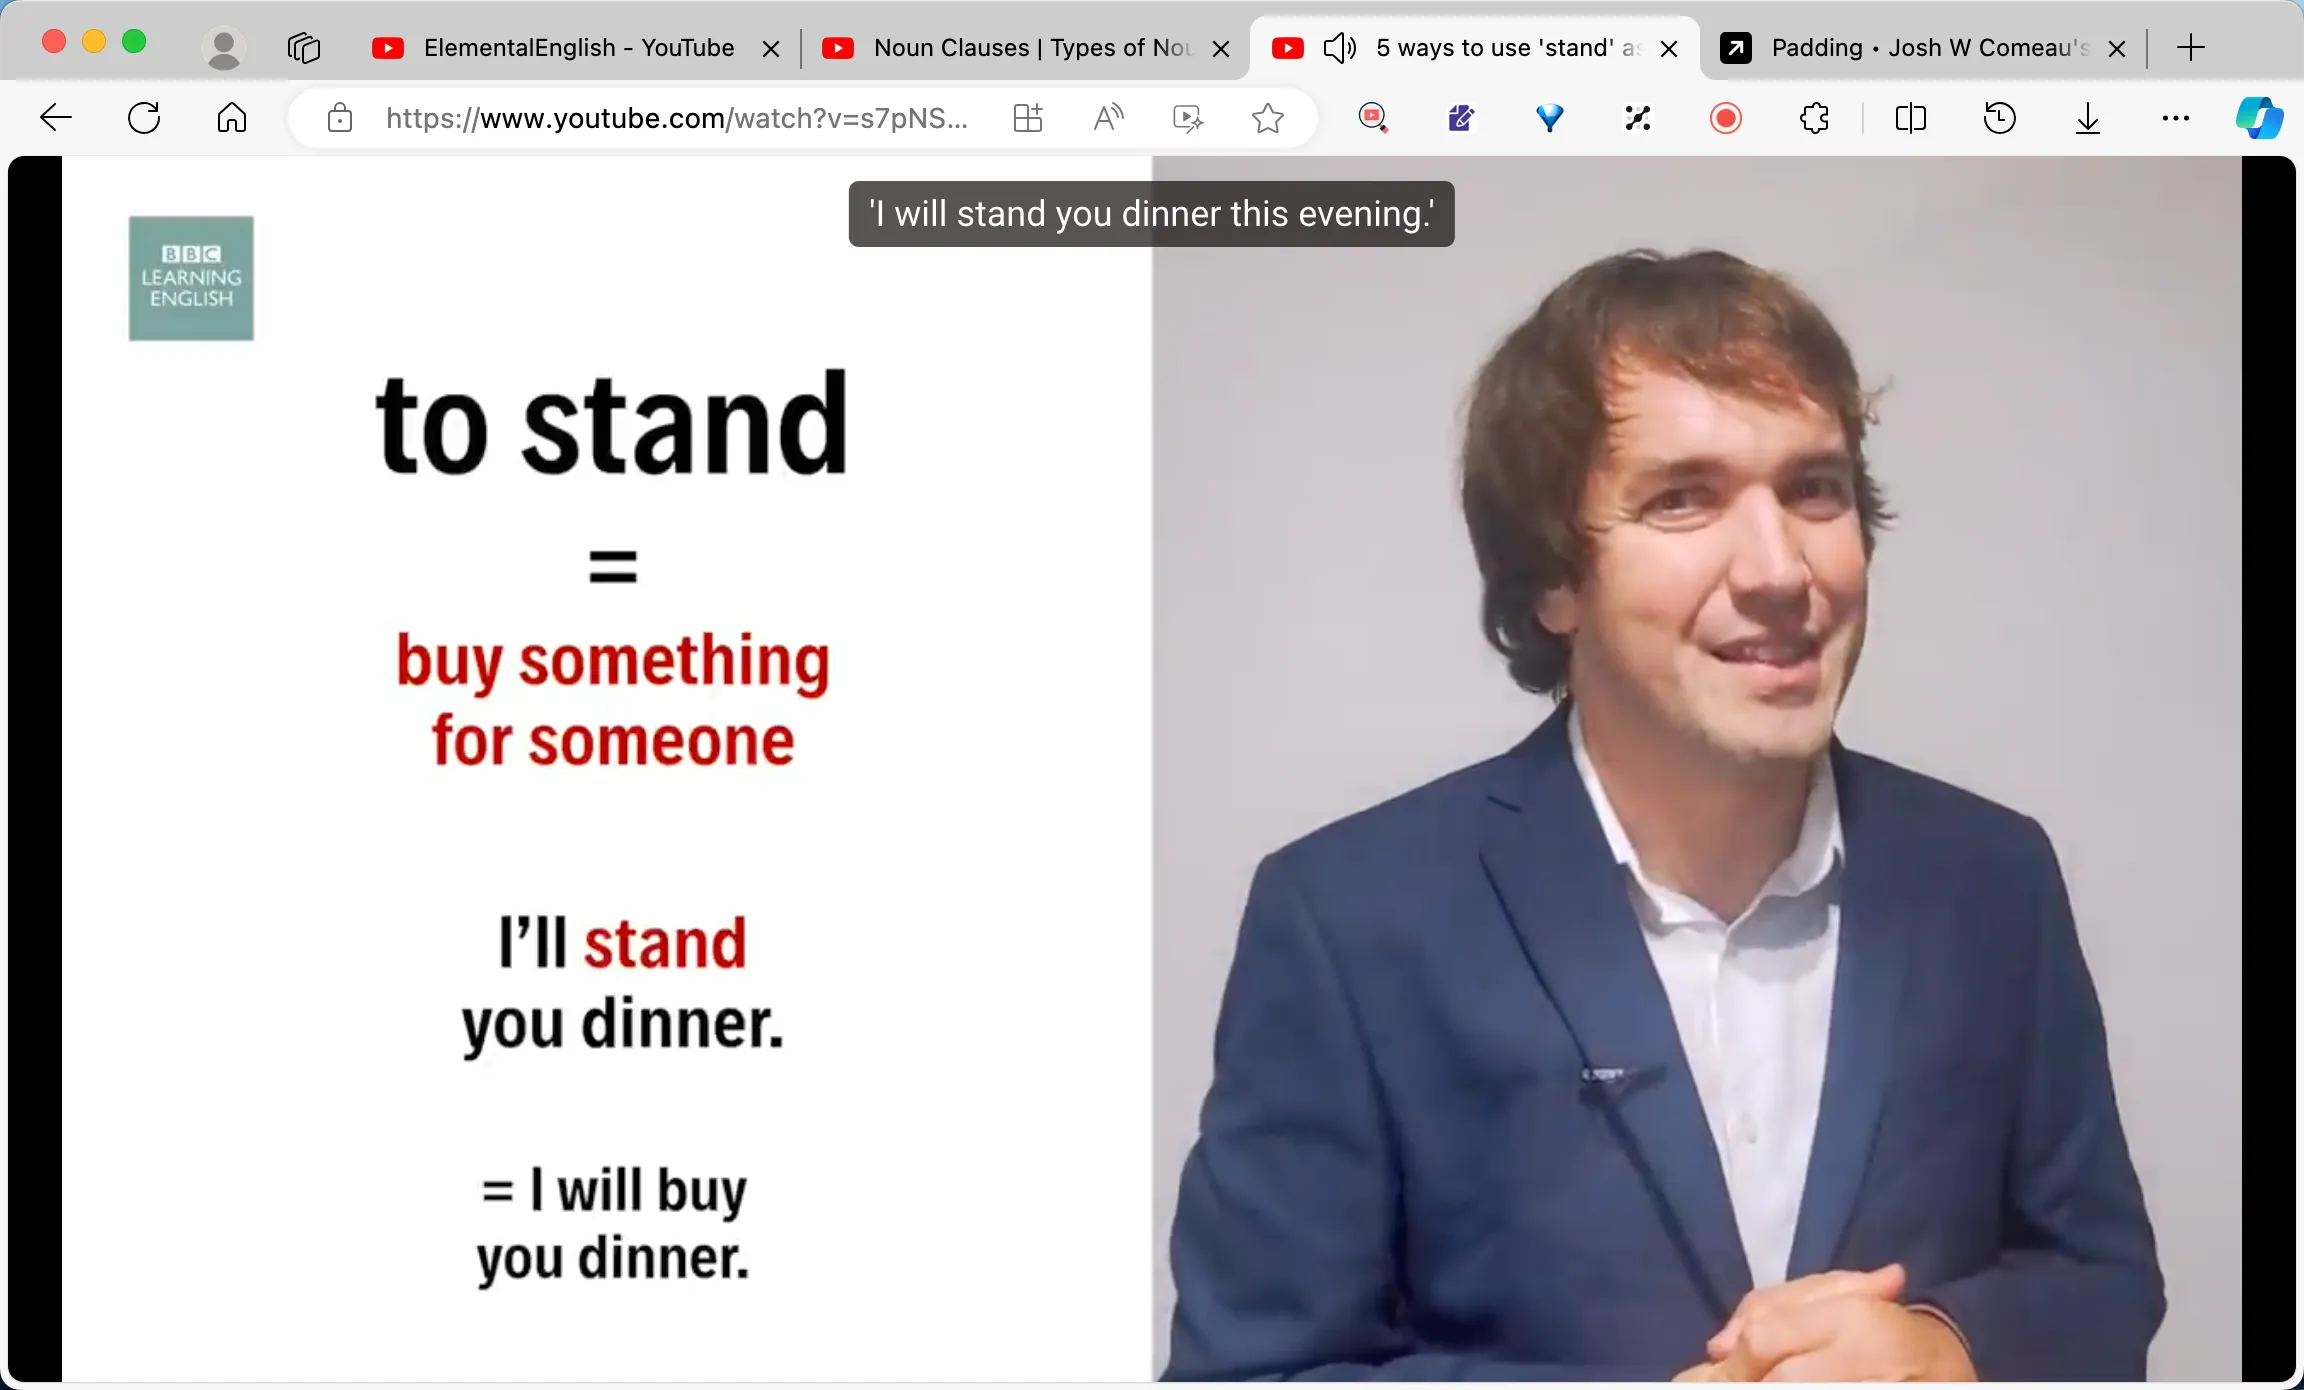 ElementalEnglish - YouTube
Noun Clauses | Types of Nou
5 ways to use 'stand' as
Padding • Josh W Comeau's
https://www.youtube.com/watch?v=s7pNS...
'I will stand you dinner this evening.'
BBC
LEARNING
ENGLISH
to stand
=
buy something
for someone
I'll stand
you dinner.
= I will buy
you dinner.